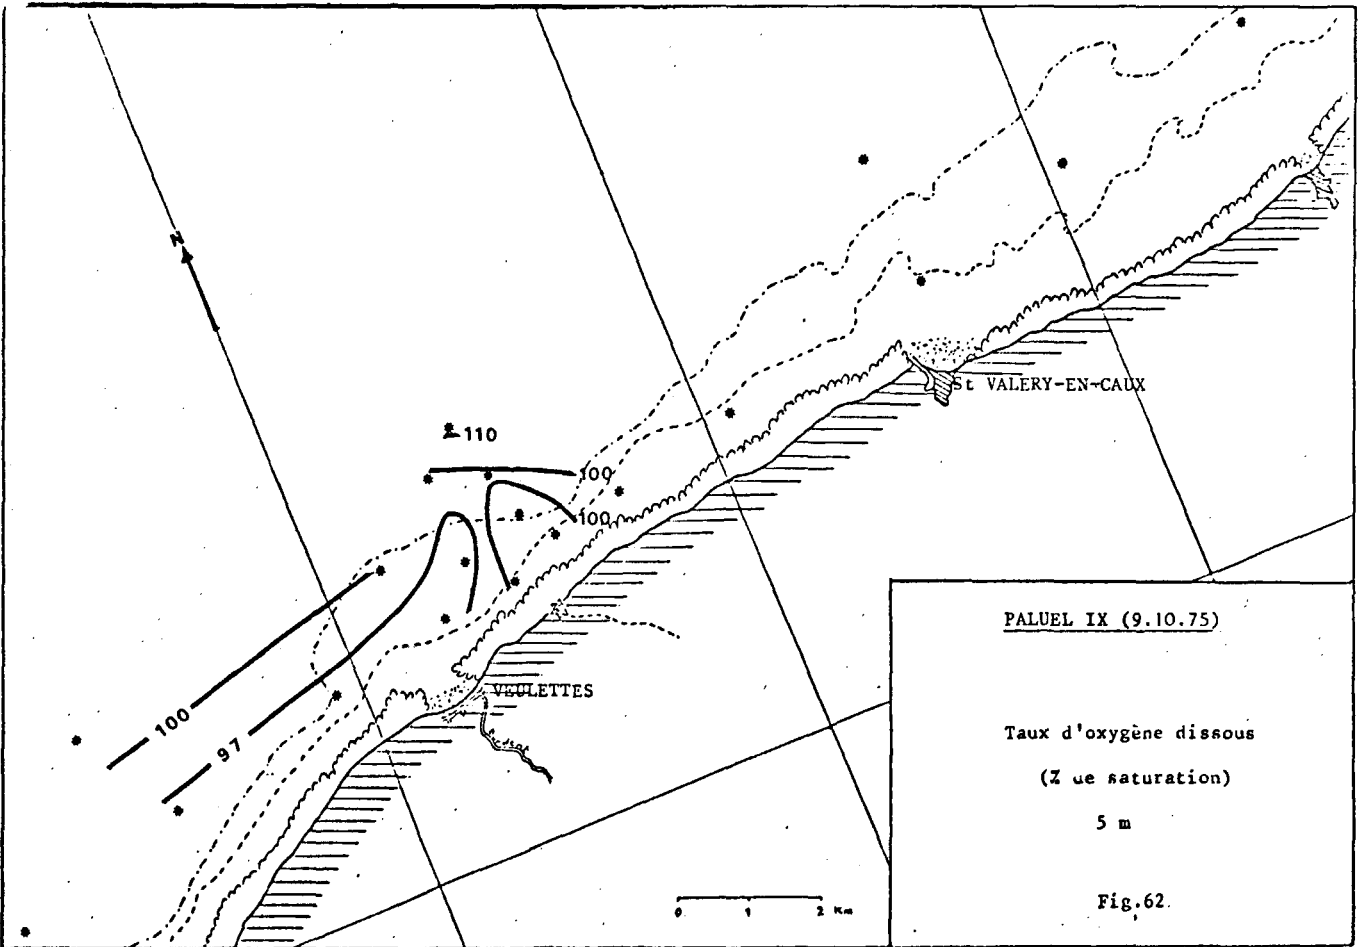 N
110
100
100
100
97
St VALERY-EN-CAUX
VEULETTES
0 1 2 Km
PALUEL IX (9.10.75)
Taux d'oxygène dissous
(% de saturation)
5 m
Fig.62